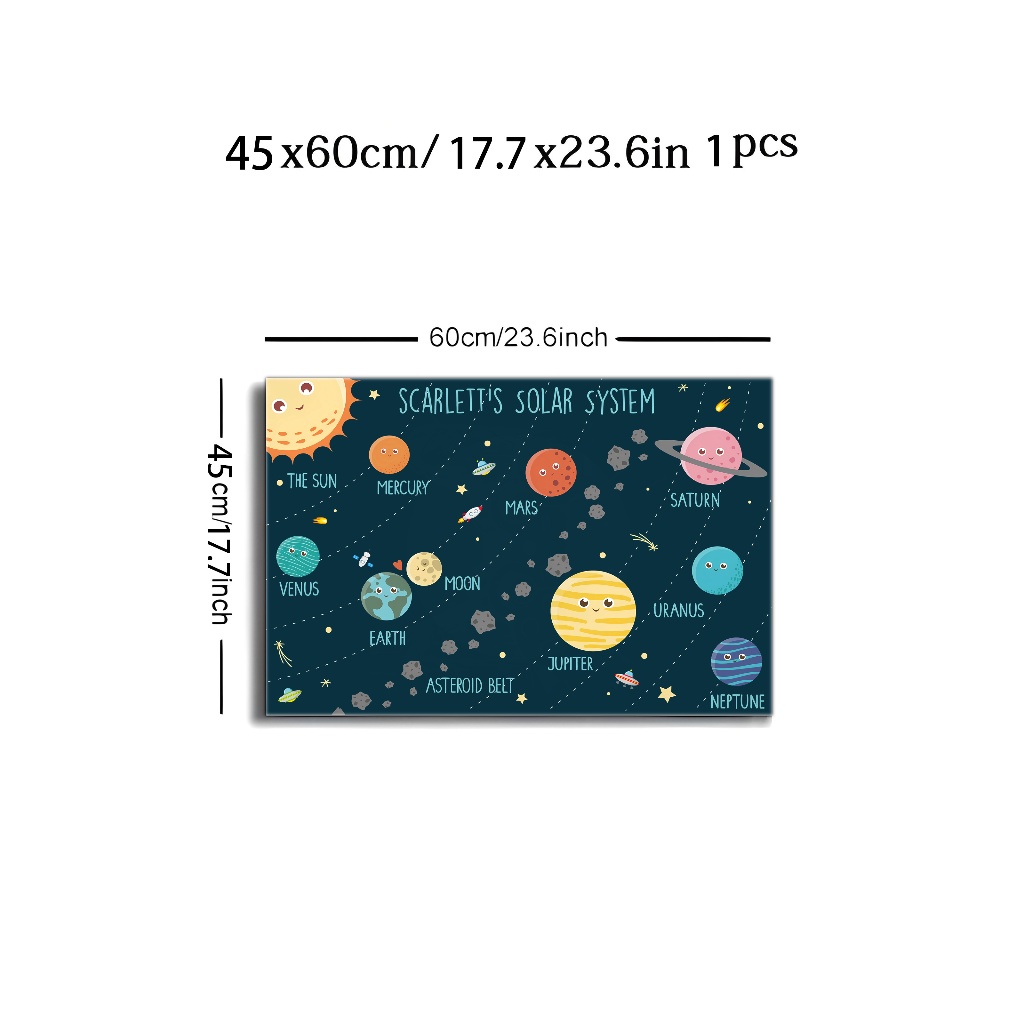 45x60cm/ 17.7x23.6in 1pcs
60cm/23.6inch
45cm/17.7inch
SCARLETT'S SOLAR SYSTEM
THE SUN
MERCURY
MARS
SATURN
VENUS
MOON
EARTH
URANUS
JUPITER
ASTEROID BELT
NEPTUNE